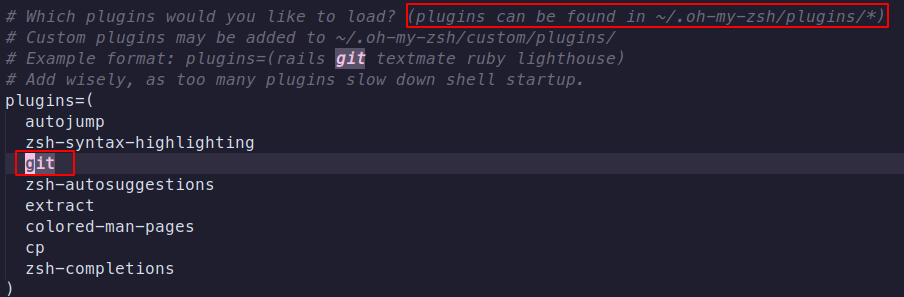 # Which plugins would you like to load? (plugins can be found in ~/.oh-my-zsh/plugins/*)
# Custom plugins may be added to ~/.oh-my-zsh/custom/plugins/
# Example format: plugins=(rails git textmate ruby lighthouse)
# Add wisely, as too many plugins slow down shell startup.
plugins=(
  autojump
  zsh-syntax-highlighting
  git
  zsh-autosuggestions
  extract
  colored-man-pages
  cp
  zsh-completions
)